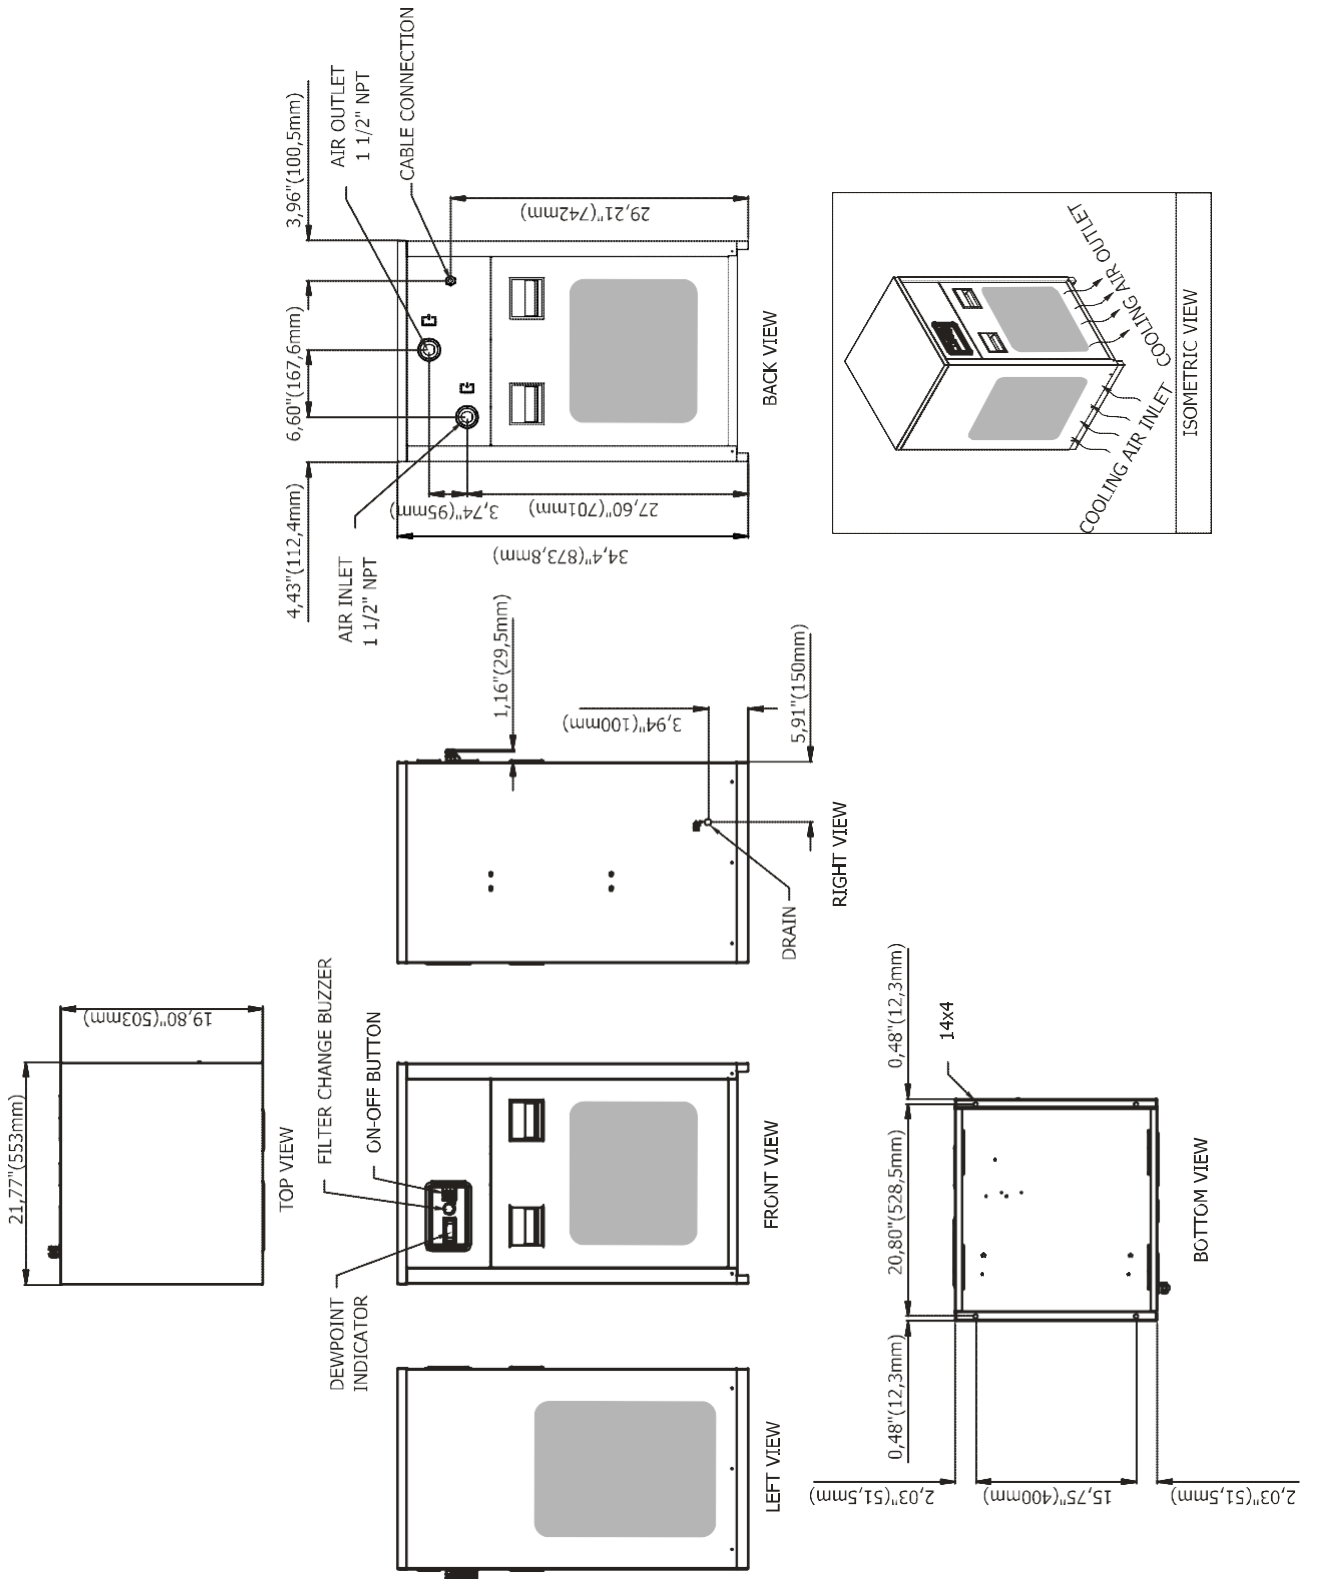 21,77"(553mm)
19,80"(503mm)
TOP VIEW
LEFT VIEW
DEWPOINT
INDICATOR
FILTER CHANGE BUZZER
ON-OFF BUTTON
FRONT VIEW
1,16"(29,5mm)
3,94"(100mm)
5,91"(150mm)
DRAIN
RIGHT VIEW
4,43"(112,4mm)
6,60"(167,6mm)
3,96"(100,5mm)
AIR INLET
1 1/2" NPT
AIR OUTLET
1 1/2" NPT
CABLE CONNECTION
34,4"(873,8mm)
3,74"(95mm)
27,60"(701mm)
29,21"(742mm)
BACK VIEW
0,48"(12,3mm)
20,80"(528,5mm)
0,48"(12,3mm)
14x4
2,03"(51,5mm)
15,75"(400mm)
2,03"(51,5mm)
BOTTOM VIEW
COOLING AIR INLET
COOLING AIR OUTLET
ISOMETRIC VIEW